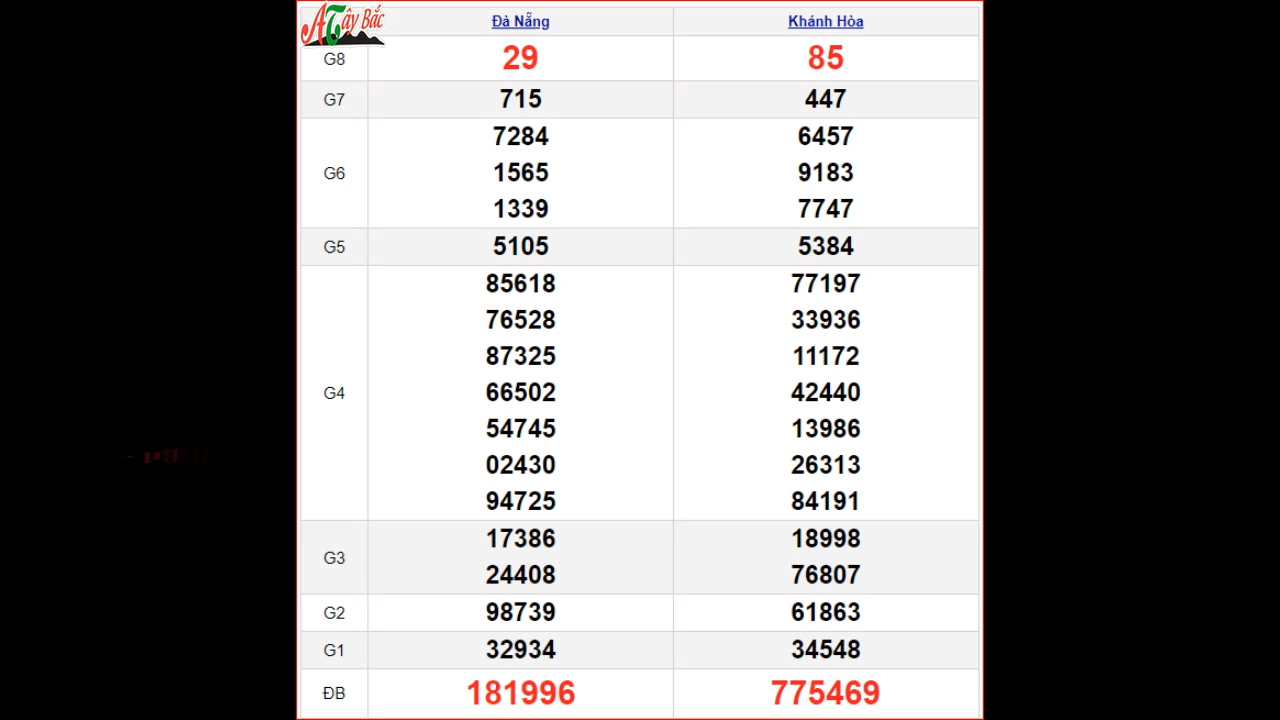 ATây Bắc
Đà Nẵng Khánh Hòa
G8 29 85
G7 715 447
G6 7284 6457
1565 9183
1339 7747
G5 5105 5384
G4 85618 77197
76528 33936
87325 11172
66502 42440
54745 13986
02430 26313
94725 84191
G3 17386 18998
24408 76807
G2 98739 61863
G1 32934 34548
ĐB 181996 775469